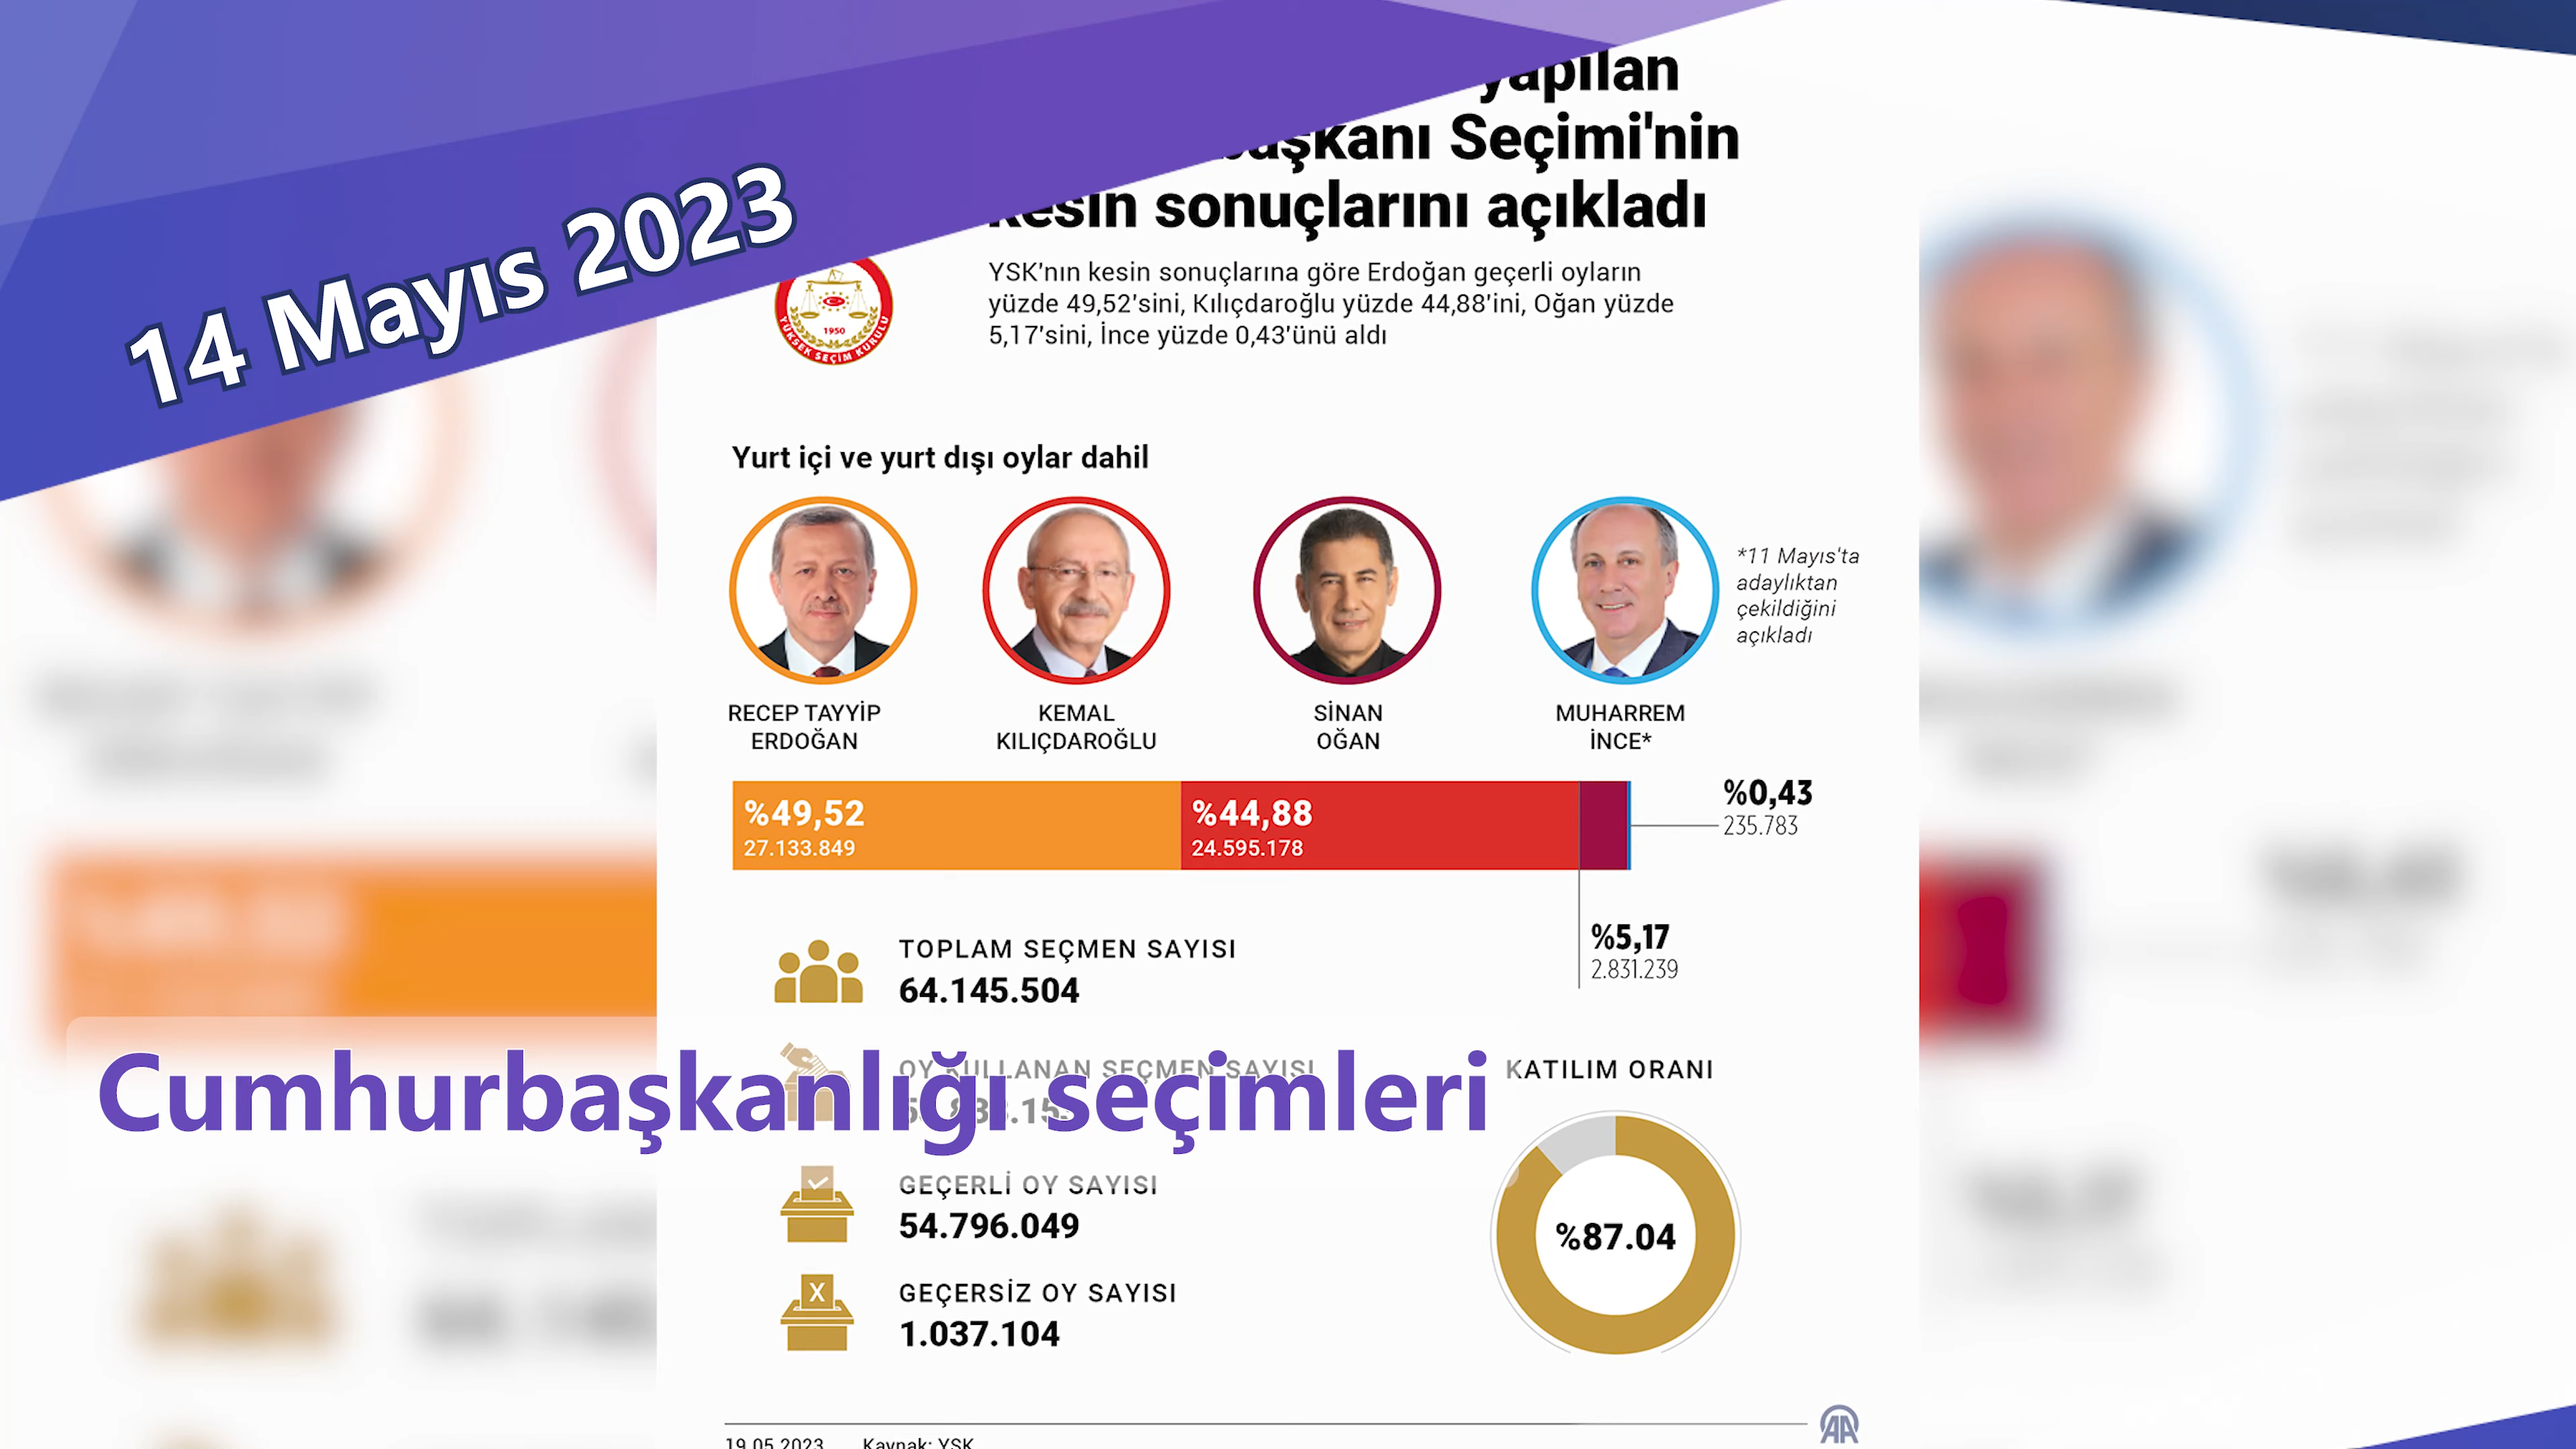 14 Mayıs 2023
yapılan
Seçimi'nin
kesin sonuçlarını açıkladı
YÜKSEK SEÇİM KURULU
1950
YSK'nın kesin sonuçlarına göre Erdoğan geçerli oyların
yüzde 49,52'sini, Kılıçdaroğlu yüzde 44,88'ini, Oğan yüzde
5,17'sini, İnce yüzde 0,43'ünü aldı
Yurt içi ve yurt dışı oylar dahil
*11 Mayıs'ta
adaylıktan
çekildiğini
açıkladı
RECEP TAYYİP
ERDOĞAN
KEMAL
KILIÇDAROĞLU
SİNAN
OĞAN
MUHARREM
İNCE*
%49,52
27.133.849
%44,88
24.595.178
%0,43
235.783
%5,17
2.831.239
TOPLAM SEÇMEN SAYISI
64.145.504
OY KULLANAN SEÇMEN SAYISI
Cumhurbaşkanlığı seçimleri
KATILIM ORANI
%87.04
GEÇERLİ OY SAYISI
54.796.049
GEÇERSİZ OY SAYISI
1.037.104
19.05.2023 Kaynak: YSK
AA